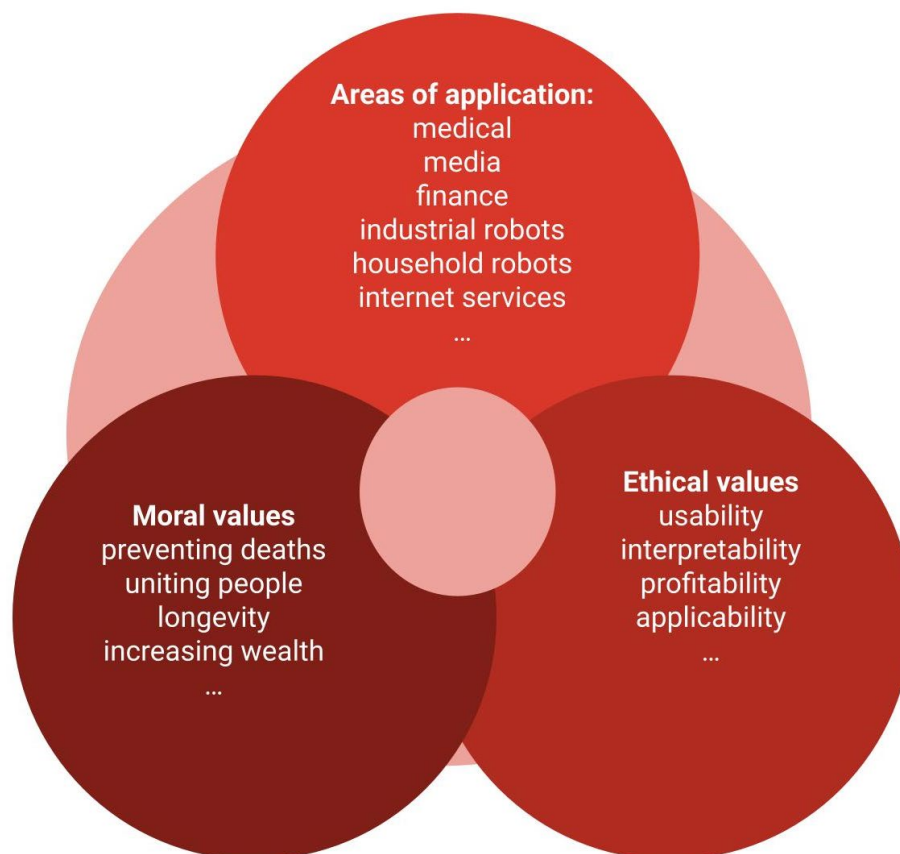 Areas of application:
medical
media
finance
industrial robots
household robots
internet services
...
Moral values
preventing deaths
uniting people
longevity
increasing wealth
...
Ethical values
usability
interpretability
profitability
applicability
...